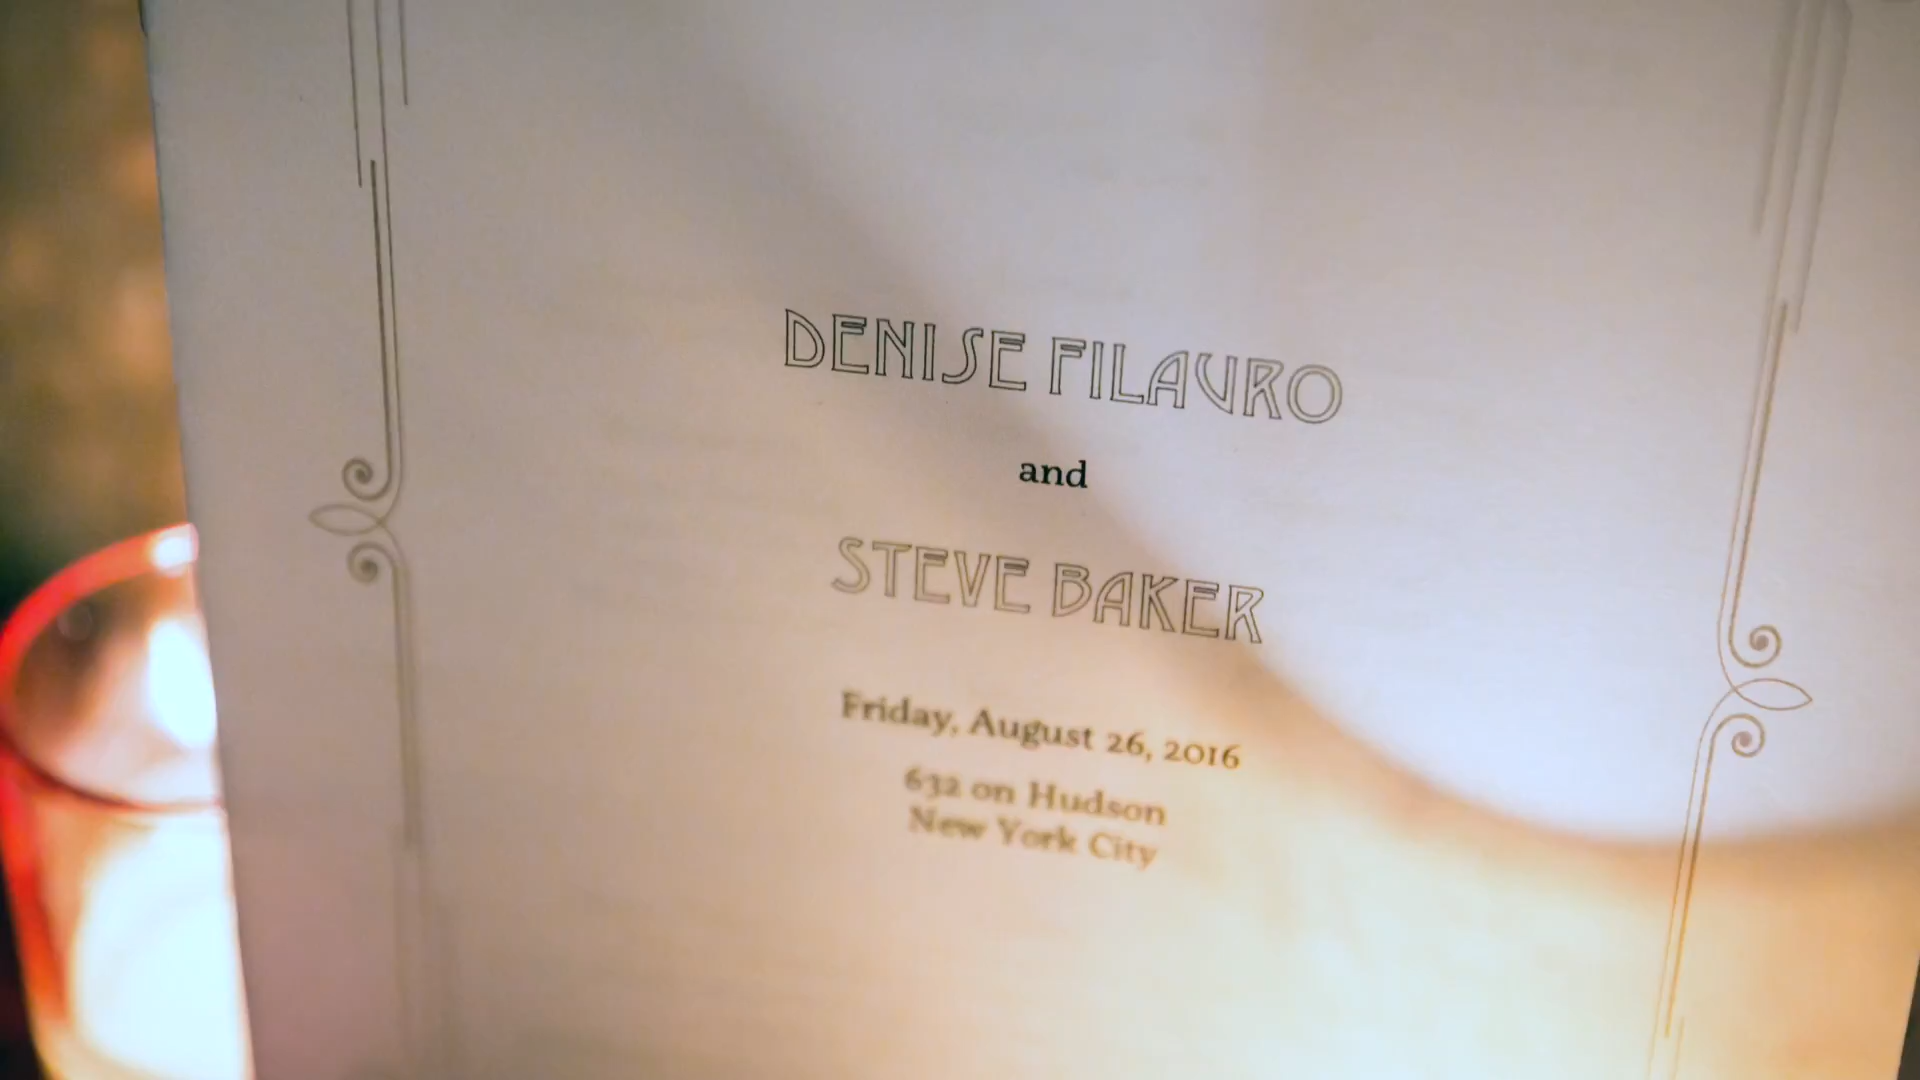 DENISE FILAURO
and
STEVE BAKER
Friday, August 26, 2016
632 on Hudson
New York City